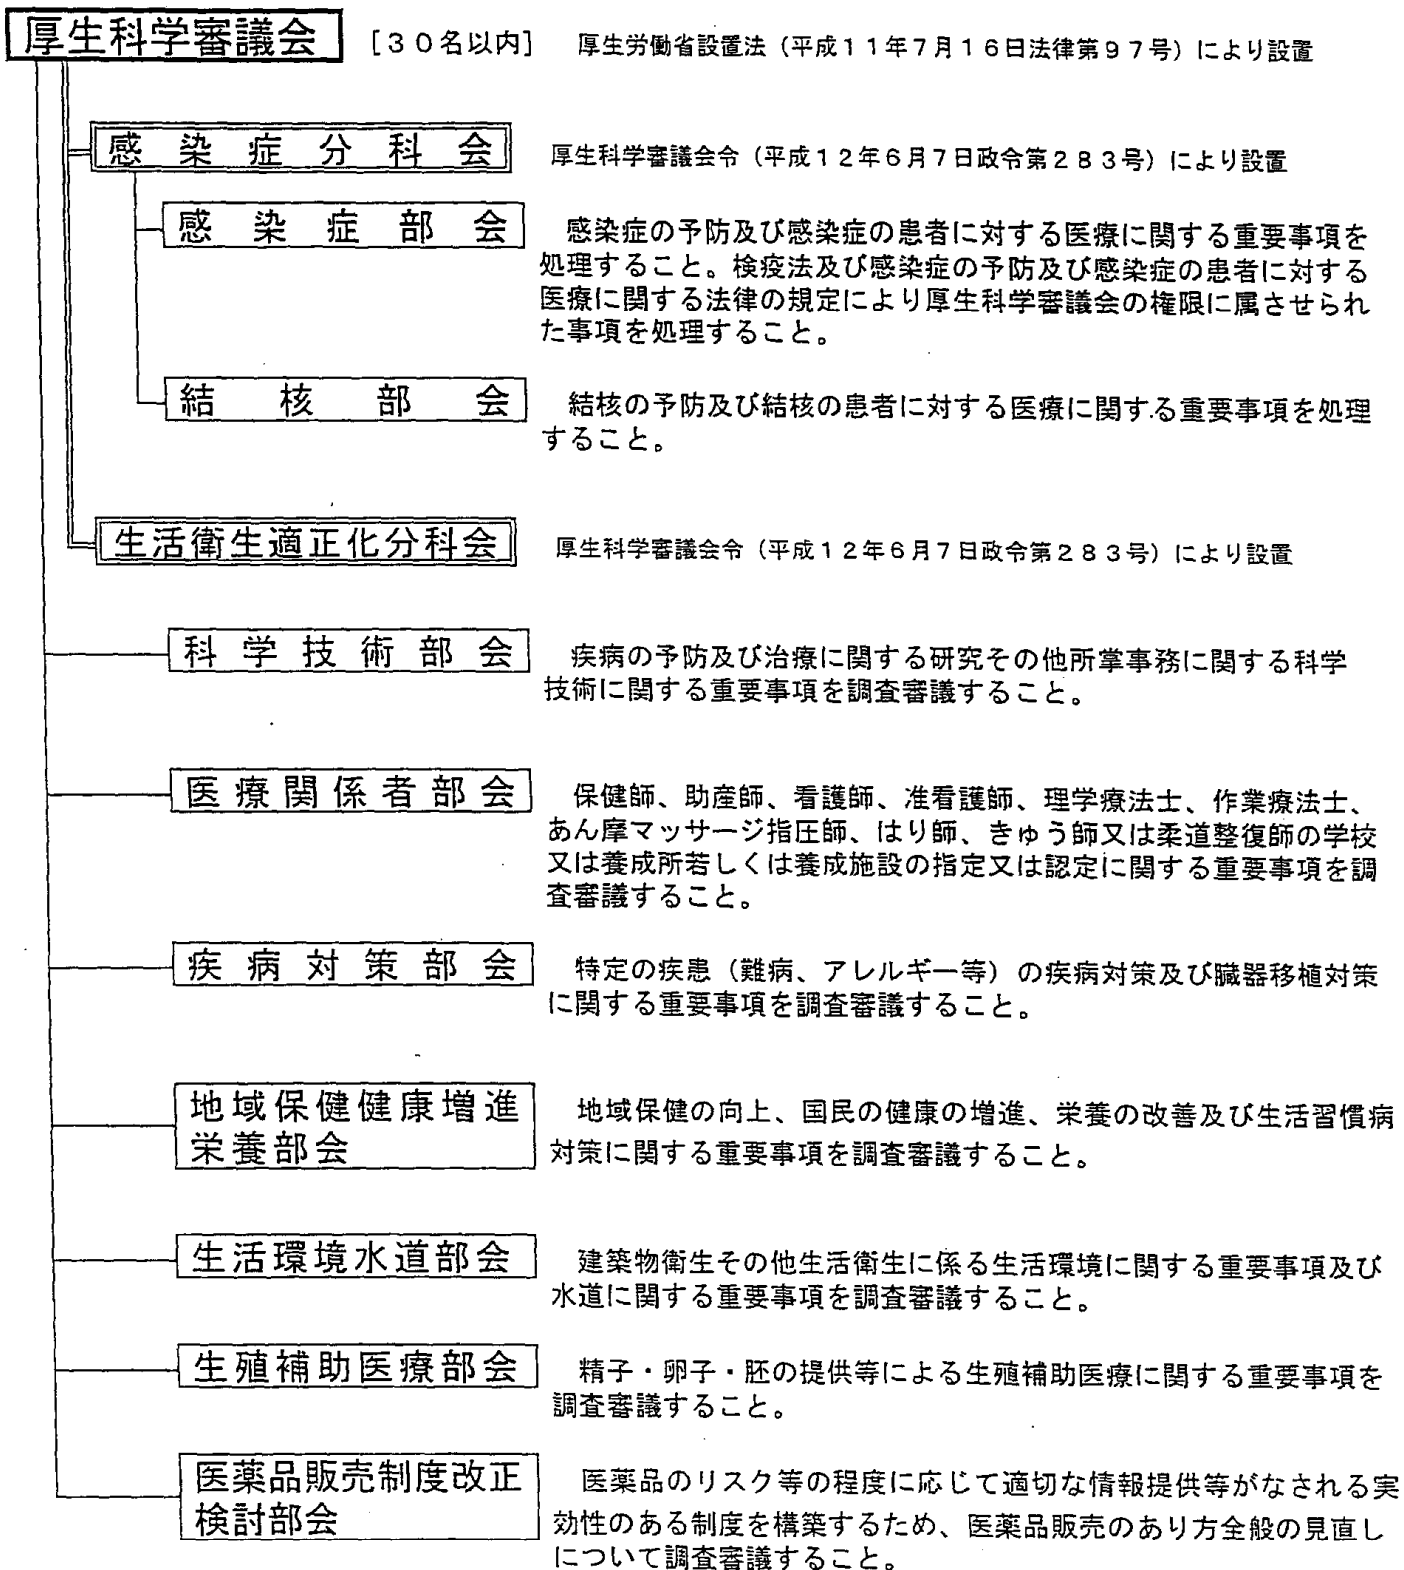 厚生科学審議会 [３０名以内] 厚生労働省設置法（平成１１年７月１６日法律第９７号）により設置
感染症分科会 厚生科学審議会令（平成１２年６月７日政令第２８３号）により設置
感染症部会 感染症の予防及び感染症の患者に対する医療に関する重要事項を
処理すること。検疫法及び感染症の予防及び感染症の患者に対する
医療に関する法律の規定により厚生科学審議会の権限に属させられ
た事項を処理すること。
結核部会 結核の予防及び結核の患者に対する医療に関する重要事項を処理
すること。
生活衛生適正化分科会 厚生科学審議会令（平成１２年６月７日政令第２８３号）により設置
科学技術部会 疾病の予防及び治療に関する研究その他所掌事務に関する科学
技術に関する重要事項を調査審議すること。
医療関係者部会 保健師、助産師、看護師、准看護師、理学療法士、作業療法士、
あん摩マッサージ指圧師、はり師、きゅう師又は柔道整復師の学校
又は養成所若しくは養成施設の指定又は認定に関する重要事項を調
査審議すること。
疾病対策部会 特定の疾患（難病、アレルギー等）の疾病対策及び臓器移植対策
に関する重要事項を調査審議すること。
地域保健健康増進
栄養部会
地域保健の向上、国民の健康の増進、栄養の改善及び生活習慣病
対策に関する重要事項を調査審議すること。
生活環境水道部会 建築物衛生その他生活衛生に係る生活環境に関する重要事項及び
水道に関する重要事項を調査審議すること。
生殖補助医療部会 精子・卵子・胚の提供等による生殖補助医療に関する重要事項を
調査審議すること。
医薬品販売制度改正
検討部会
医薬品のリスク等の程度に応じて適切な情報提供等がなされる実
効性のある制度を構築するため、医薬品販売のあり方全般の見直し
について調査審議すること。